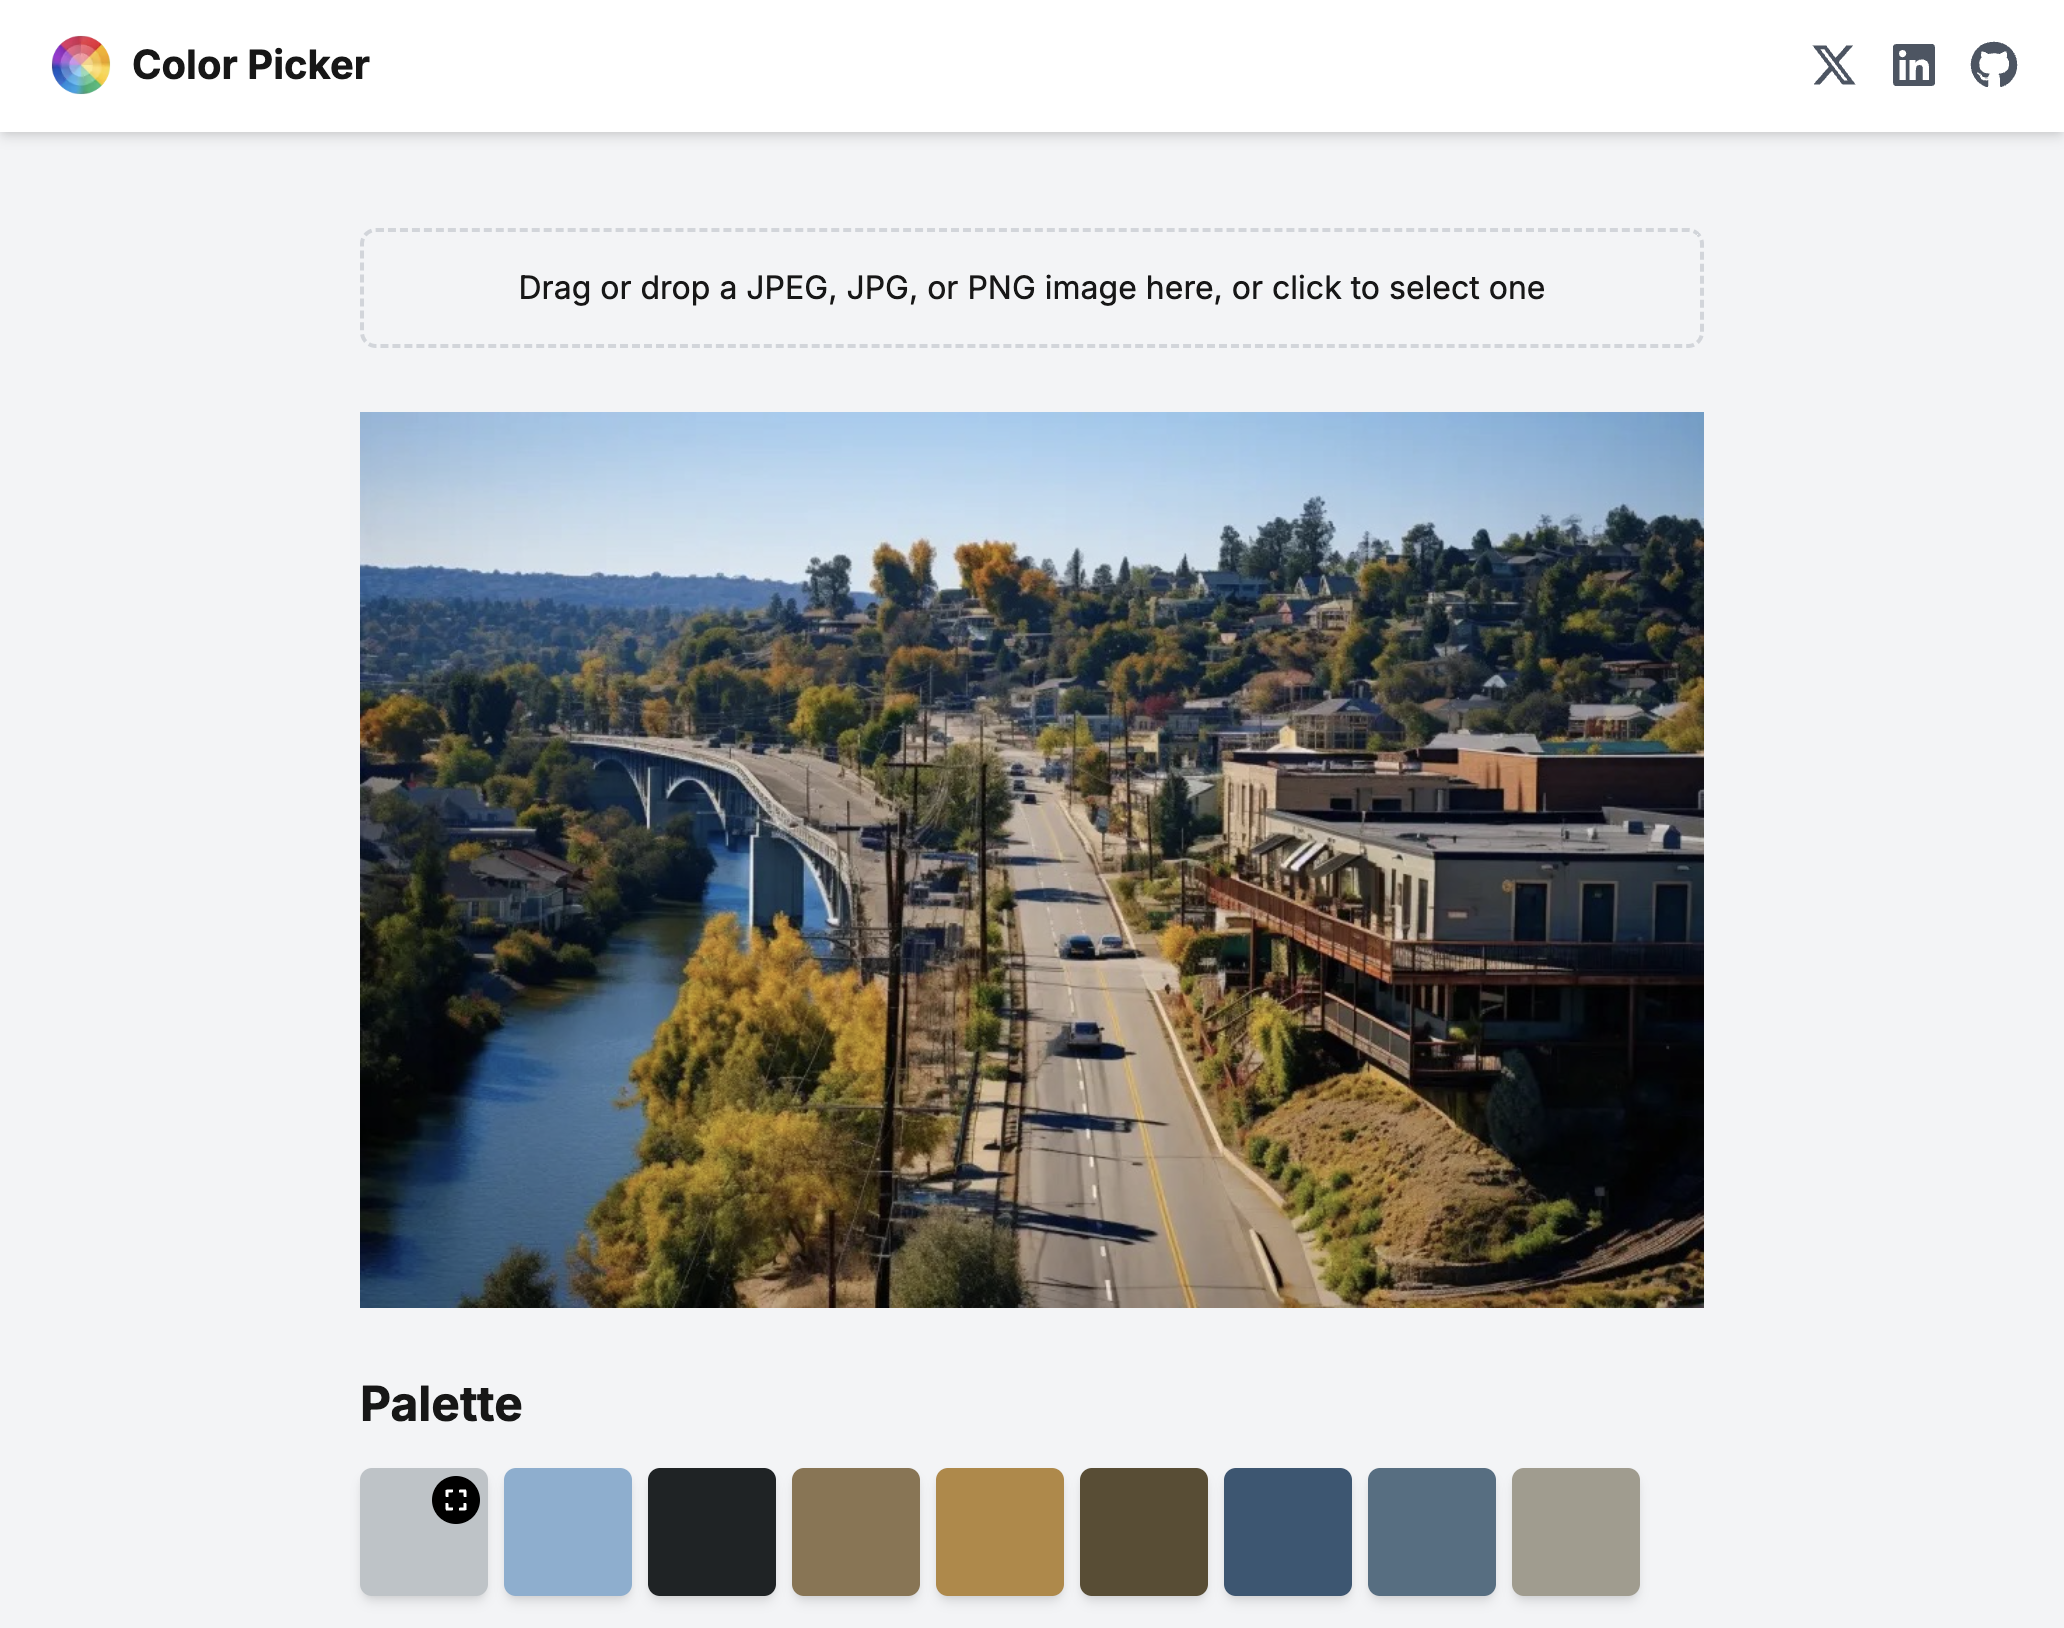 Color Picker
Drag or drop a JPEG, JPG, or PNG image here, or click to select one
Palette